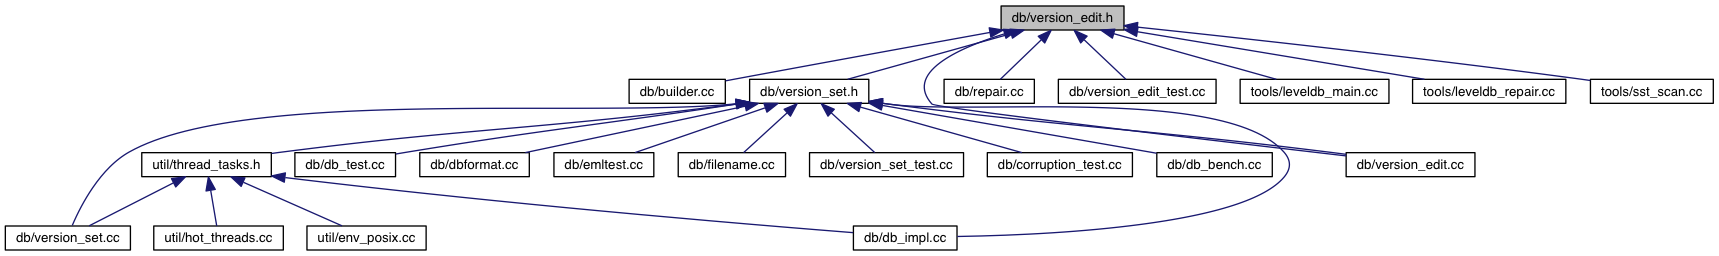 db/version_edit.h
db/builder.cc
db/version_set.h
db/repair.cc
db/version_edit_test.cc
tools/leveldb_main.cc
tools/leveldb_repair.cc
tools/sst_scan.cc
util/thread_tasks.h
db/db_test.cc
db/dbformat.cc
db/emltest.cc
db/filename.cc
db/version_set_test.cc
db/corruption_test.cc
db/db_bench.cc
db/version_edit.cc
db/version_set.cc
util/hot_threads.cc
util/env_posix.cc
db/db_impl.cc